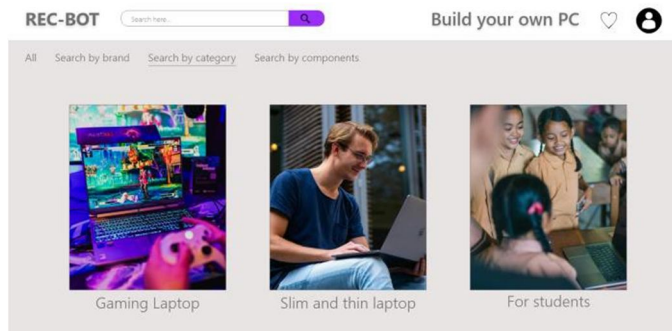 REC-BOT
Search here...
Build your own PC
All Search by brand Search by category Search by components
Gaming Laptop
Slim and thin laptop
For students